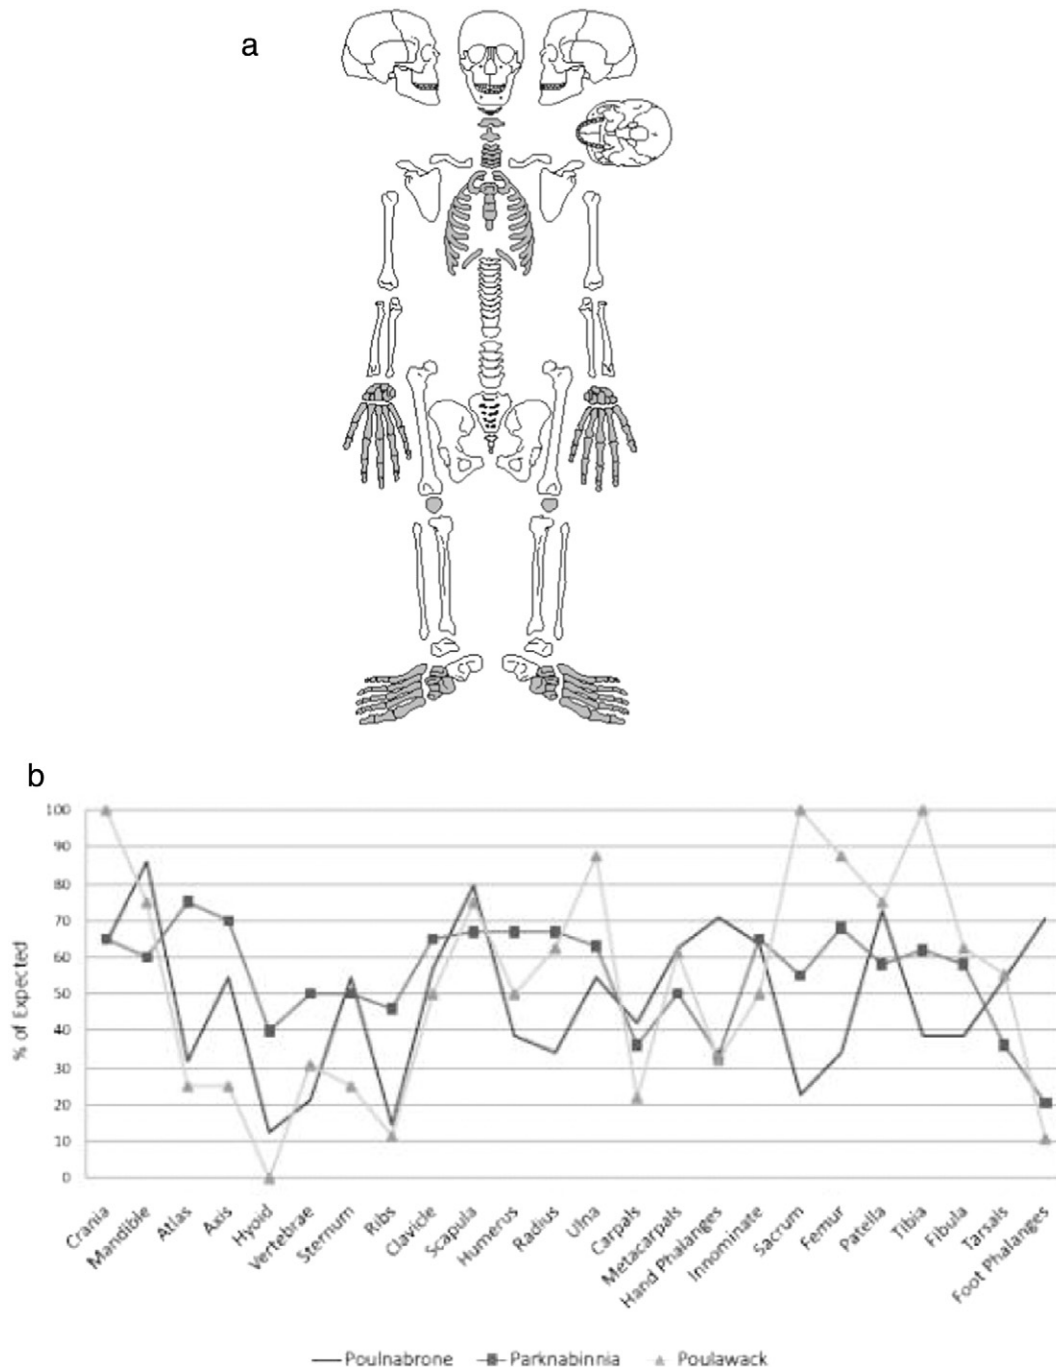 a
b
100
90
80
70
60
50
40
30
20
10
0
% of Expected
Crania
Mandible
Atlas
Axis
Hyoid
Vertebrae
Sternum
Ribs
Clavicle
Scapula
Humerus
Radius
Ulna
Carpals
Metacarpals
Hand Phalanges
Innominate
Sacrum
Femur
Patella
Tibia
Fibula
Tarsals
Foot Phalanges
Poulnabrone Parknabinnia Poulawack